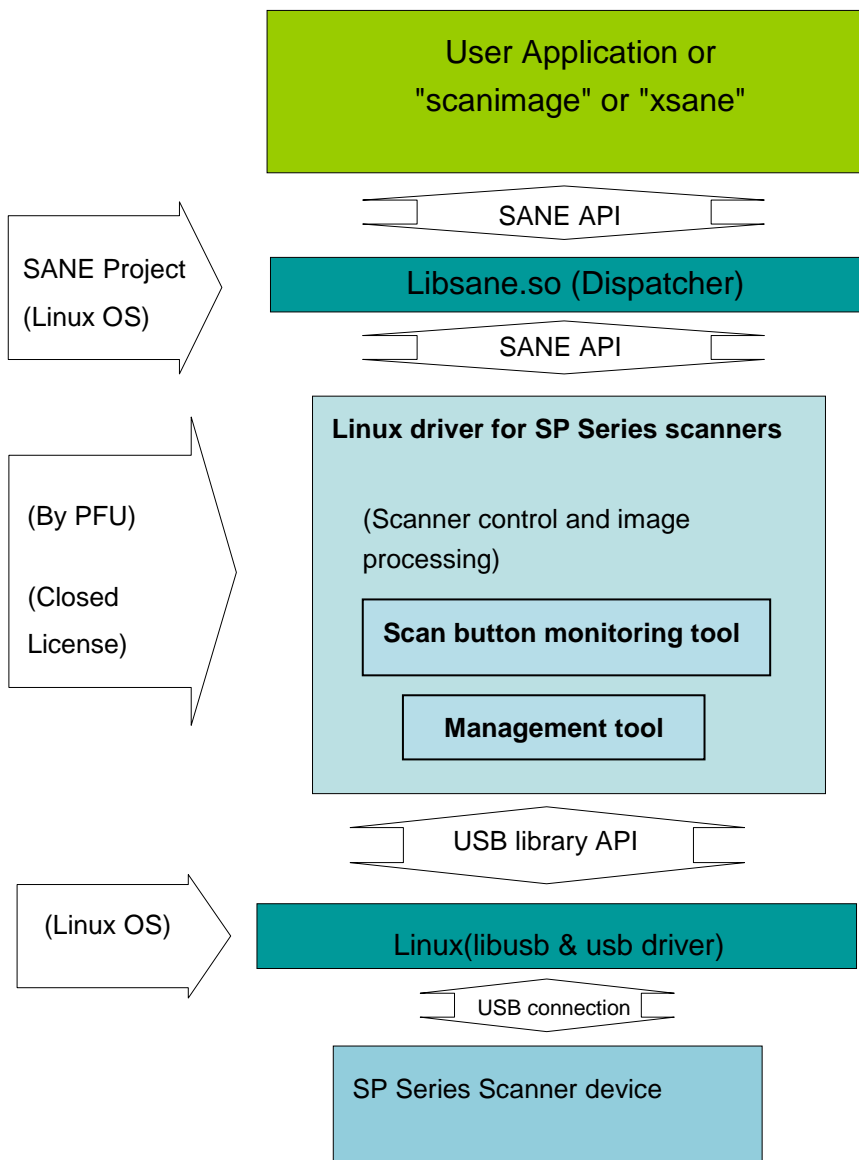 User Application or
"scanimage" or "xsane"
SANE API
SANE Project
(Linux OS)
Libsane.so (Dispatcher)
SANE API
Linux driver for SP Series scanners
(By PFU)
(Closed
License)
(Scanner control and image
processing)
Scan button monitoring tool
Management tool
USB library API
(Linux OS)
Linux(libusb & usb driver)
USB connection
SP Series Scanner device